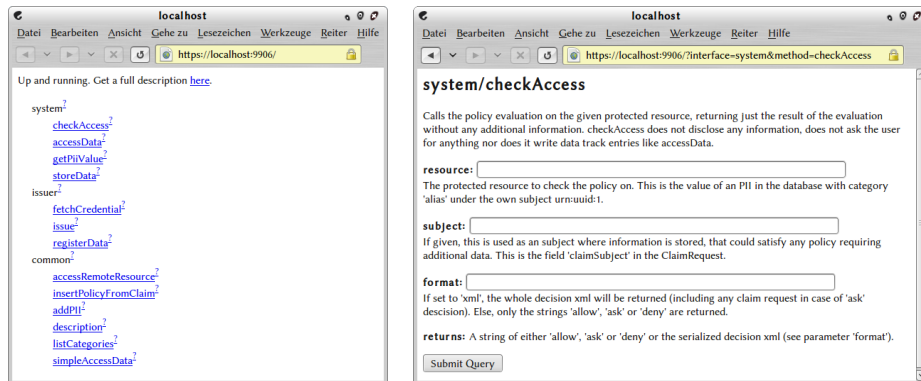 localhost
Datei Bearbeiten Ansicht Gehe zu Lesezeichen Werkzeuge Reiter Hilfe
https://localhost:9906/
Up and running. Get a full description here.
system?
checkAccess?
accessData?
getPiiValue?
storeData?
issuer?
fetchCredential?
issue?
registerData?
common?
accessRemoteResource?
insertPolicyFromClaim?
addPII?
description?
listCategories?
simpleAccessData?
localhost
Datei Bearbeiten Ansicht Gehe zu Lesezeichen Werkzeuge Reiter Hilfe
https://localhost:9906/?interface=system&method=checkAccess
system/checkAccess
Calls the policy evaluation on the given protected resource, returning just the result of the evaluation
without any additional information. checkAccess does not disclose any information, does not ask the user
for anything nor does it write data track entries like accessData.
resource:
The protected resource to check the policy on. This is the value of an PII in the database with category
'alias' under the own subject urn:uuid:1.
subject:
If given, this is used as an subject where information is stored, that could satisfy any policy requiring
additional data. This is the field 'claimSubject' in the ClaimRequest.
format:
If set to 'xml', the whole decision xml will be returned (including any claim request in case of 'ask'
descision). Else, only the strings 'allow', 'ask' or 'deny' are returned.
returns: A string of either 'allow', 'ask' or 'deny' or the serialized decision xml (see parameter 'format').
Submit Query